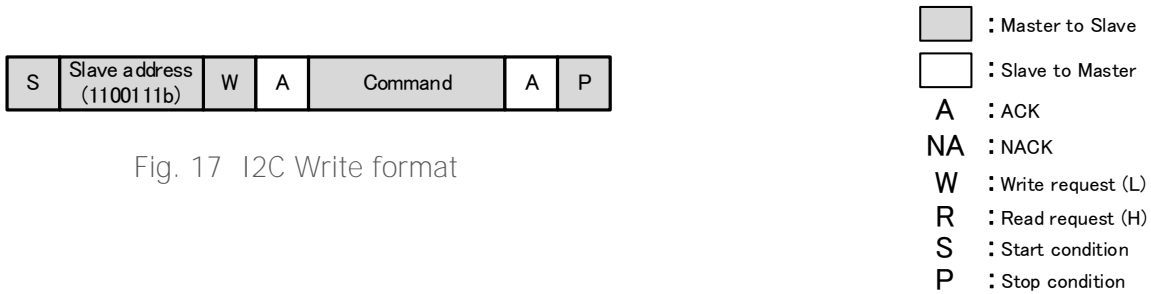 S Slave address (1100111b) W A Command A P
Fig. 17 I2C Write format
: Master to Slave
: Slave to Master
A : ACK
NA : NACK
W : Write request (L)
R : Read request (H)
S : Start condition
P : Stop condition